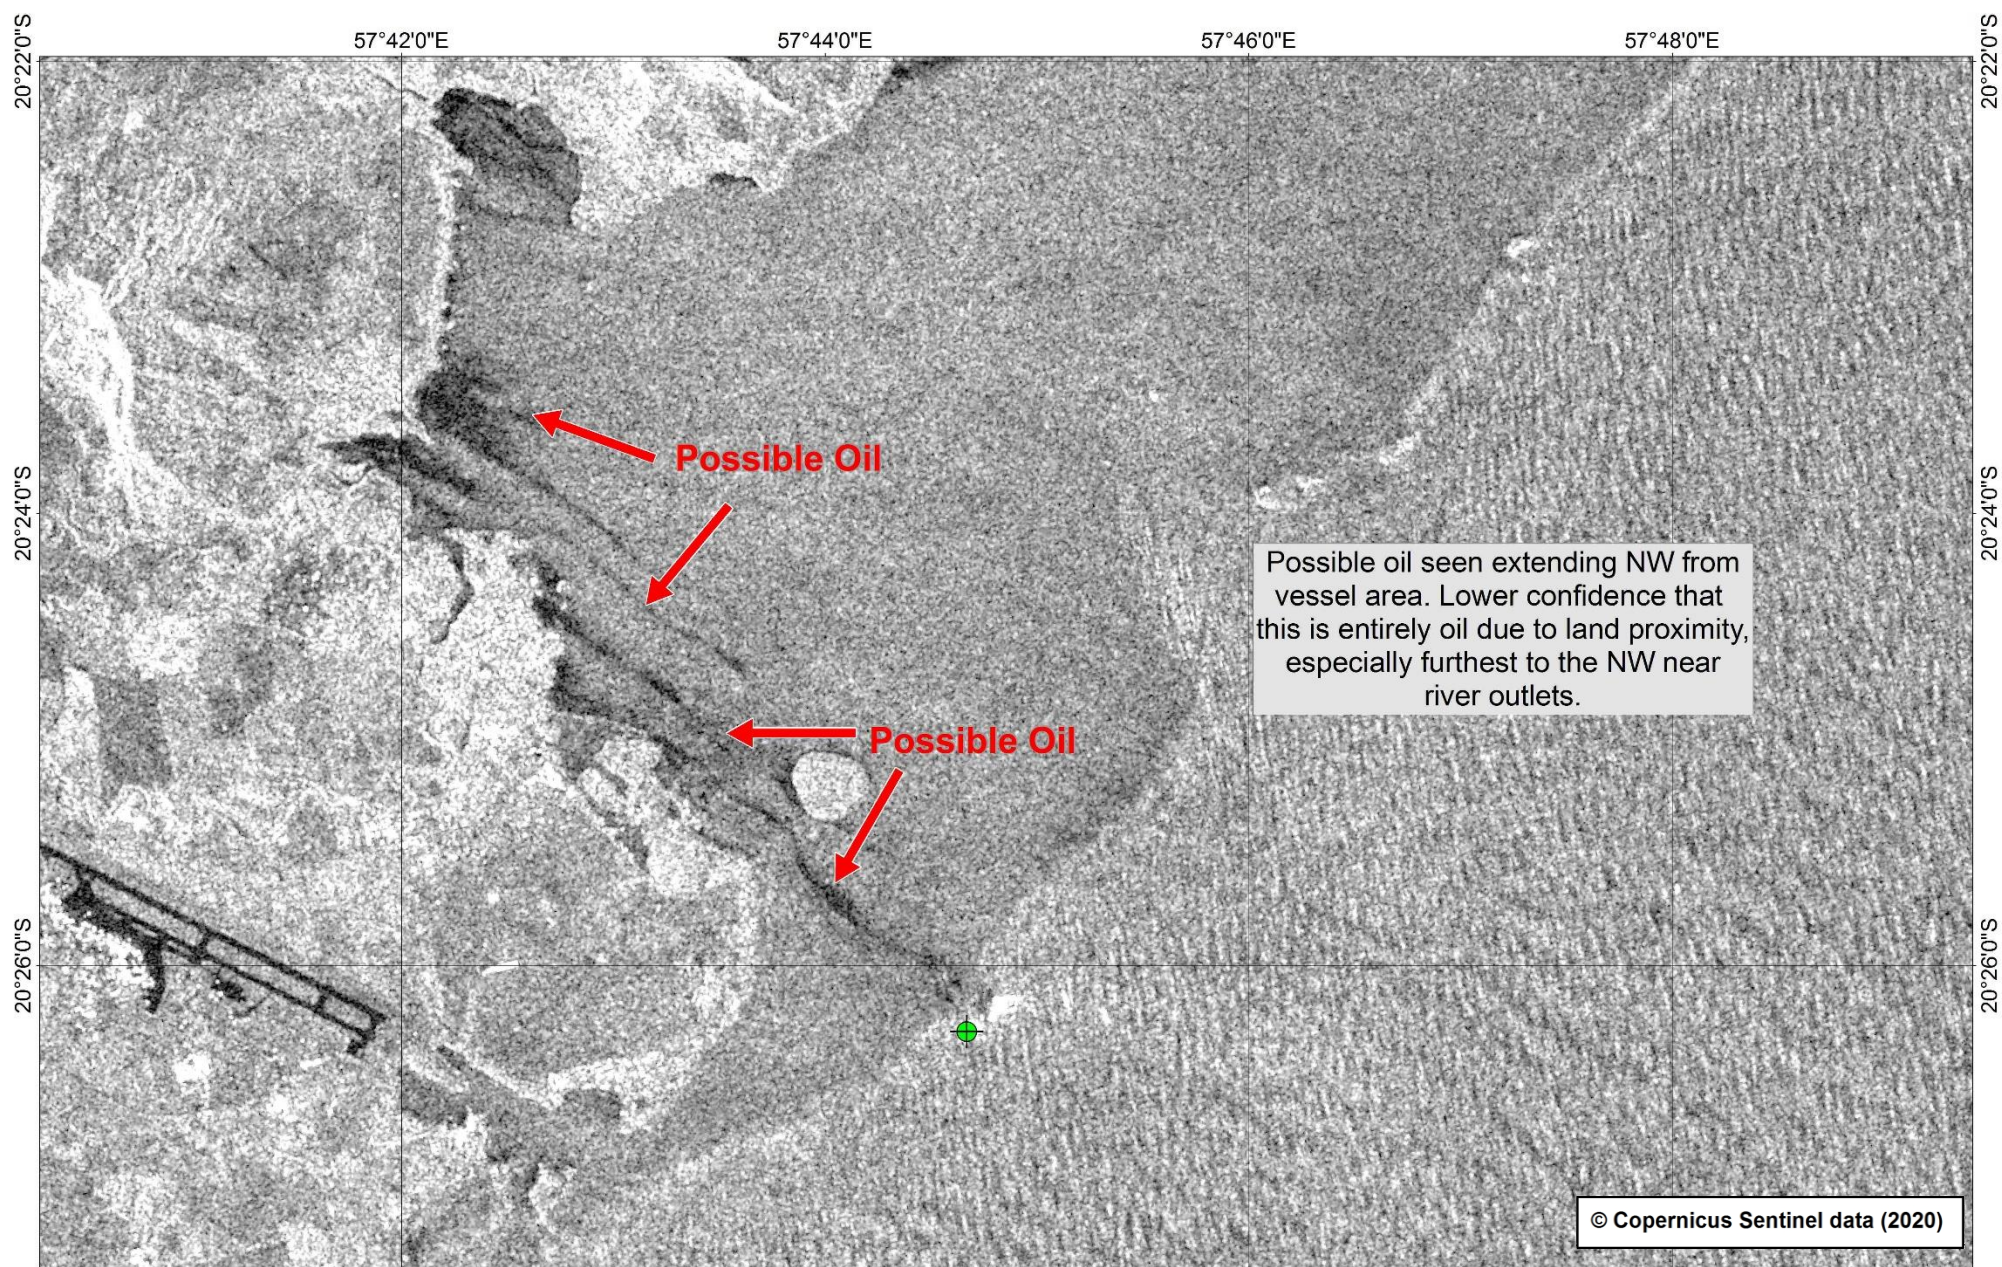 57°42'0"E
57°44'0"E
57°46'0"E
57°48'0"E
20°22'0"S
20°22'0"S
Possible Oil
20°24'0"S
20°24'0"S
Possible oil seen extending NW from
vessel area. Lower confidence that
this is entirely oil due to land proximity,
especially furthest to the NW near
river outlets.
Possible Oil
20°26'0"S
20°26'0"S
© Copernicus Sentinel data (2020)